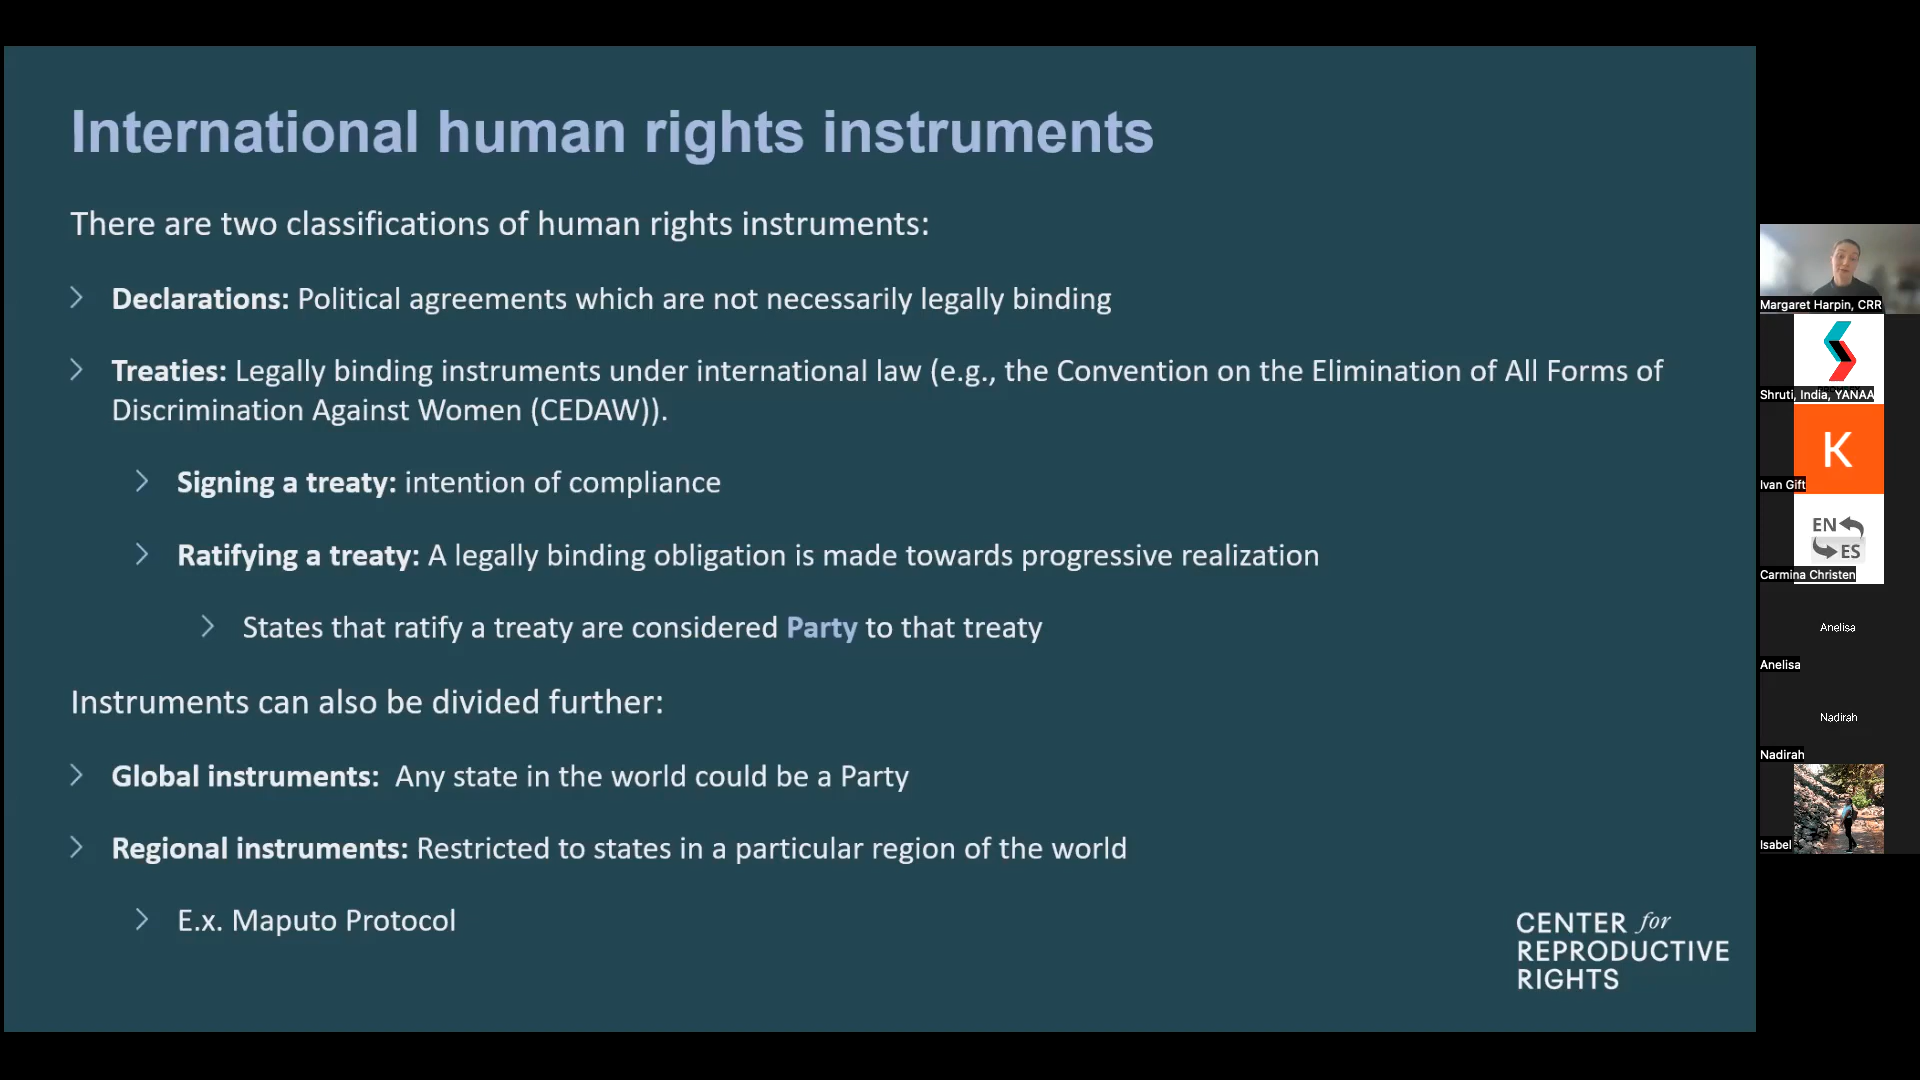 International human rights instruments
There are two classifications of human rights instruments:
Declarations: Political agreements which are not necessarily legally binding
Treaties: Legally binding instruments under international law (e.g., the Convention on the Elimination of All Forms of
Discrimination Against Women (CEDAW)).
Signing a treaty: intention of compliance
Ratifying a treaty: A legally binding obligation is made towards progressive realization
States that ratify a treaty are considered Party to that treaty
Instruments can also be divided further:
Global instruments: Any state in the world could be a Party
Regional instruments: Restricted to states in a particular region of the world
E.x. Maputo Protocol
CENTER for
REPRODUCTIVE
RIGHTS
Margaret Harpin, CRR
Shruti, India, YANAA
K
Ivan Gift
EN
ES
Carmina Christen
Anelisa
Anelisa
Nadirah
Nadirah
Isabel